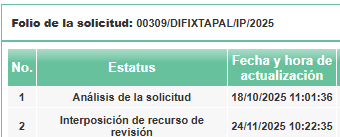 Folio de la solicitud: 00309/DIFIXTAPAL/IP/2025
No. Estatus Fecha y hora de
actualización
1 Análisis de la solicitud 18/10/2025 11:01:36
2 Interposición de recurso de
revisión 24/11/2025 10:22:35